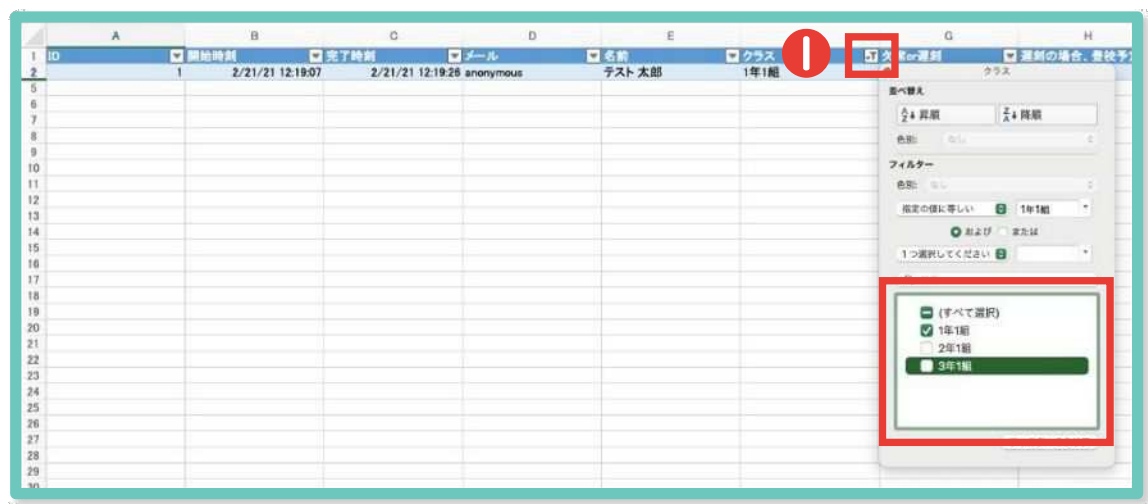 A B C D E G H
1 ID 開始時刻 完了時刻 メール 名前 クラス 遅刻の場合、登校予定
2 1 2/21/21 12:19:07 2/21/21 12:19:26 anonymous テスト 太郎 1年1組
クラス
並べ替え
昇順 降順
色別: なし
フィルター
色別: なし
指定の値に等しい 1年1組
および または
1つ選択してください
(すべて選択)
1年1組
2年1組
3年1組
5
6
7
8
9
10
11
12
13
14
15
16
17
18
19
20
21
22
23
24
25
26
27
28
29
30